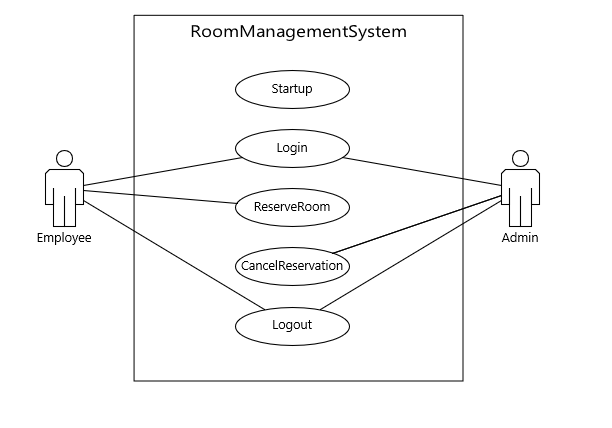 RoomManagementSystem
Startup
Login
ReserveRoom
Employee
Admin
CancelReservation
Logout